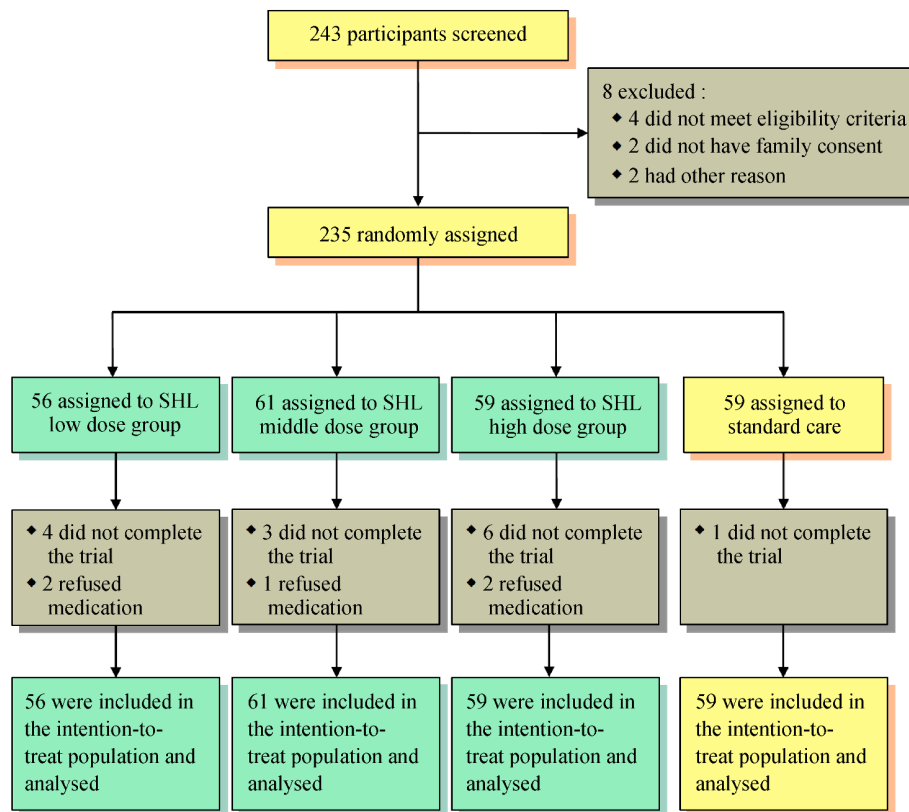 243 participants screened
8 excluded :
◆ 4 did not meet eligibility criteria
◆ 2 did not have family consent
◆ 2 had other reason
235 randomly assigned
56 assigned to SHL
low dose group
61 assigned to SHL
middle dose group
59 assigned to SHL
high dose group
59 assigned to
standard care
◆ 4 did not complete
the trial
◆ 2 refused
medication
◆ 3 did not complete
the trial
◆ 1 refused
medication
◆ 6 did not complete
the trial
◆ 2 refused
medication
◆ 1 did not complete
the trial
56 were included in
the intention-to-
treat population and
analysed
61 were included in
the intention-to-
treat population and
analysed
59 were included in
the intention-to-
treat population and
analysed
59 were included in
the intention-to-
treat population and
analysed